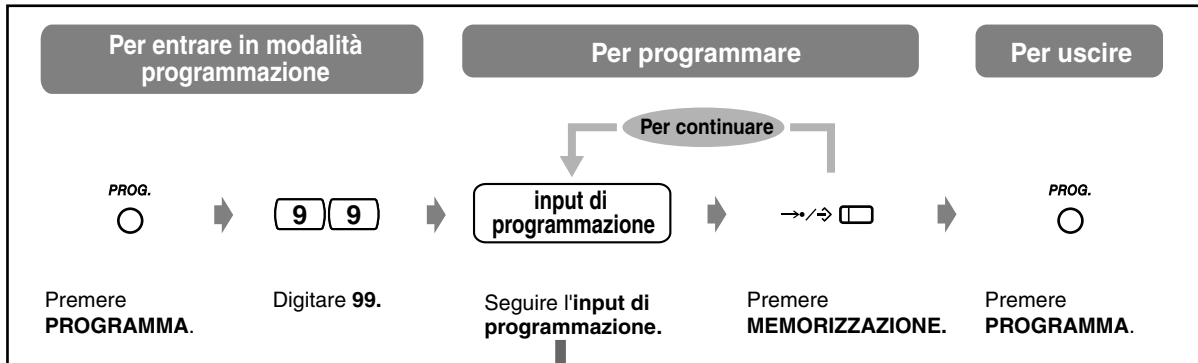 Per entrare in modalità
programmazione
Per programmare
Per uscire
Per continuare
PROG.
9 9
input di
programmazione
PROG.
Premere
PROGRAMMA.
Digitare 99.
Seguire l'input di
programmazione.
Premere
MEMORIZZAZIONE.
Premere
PROGRAMMA.